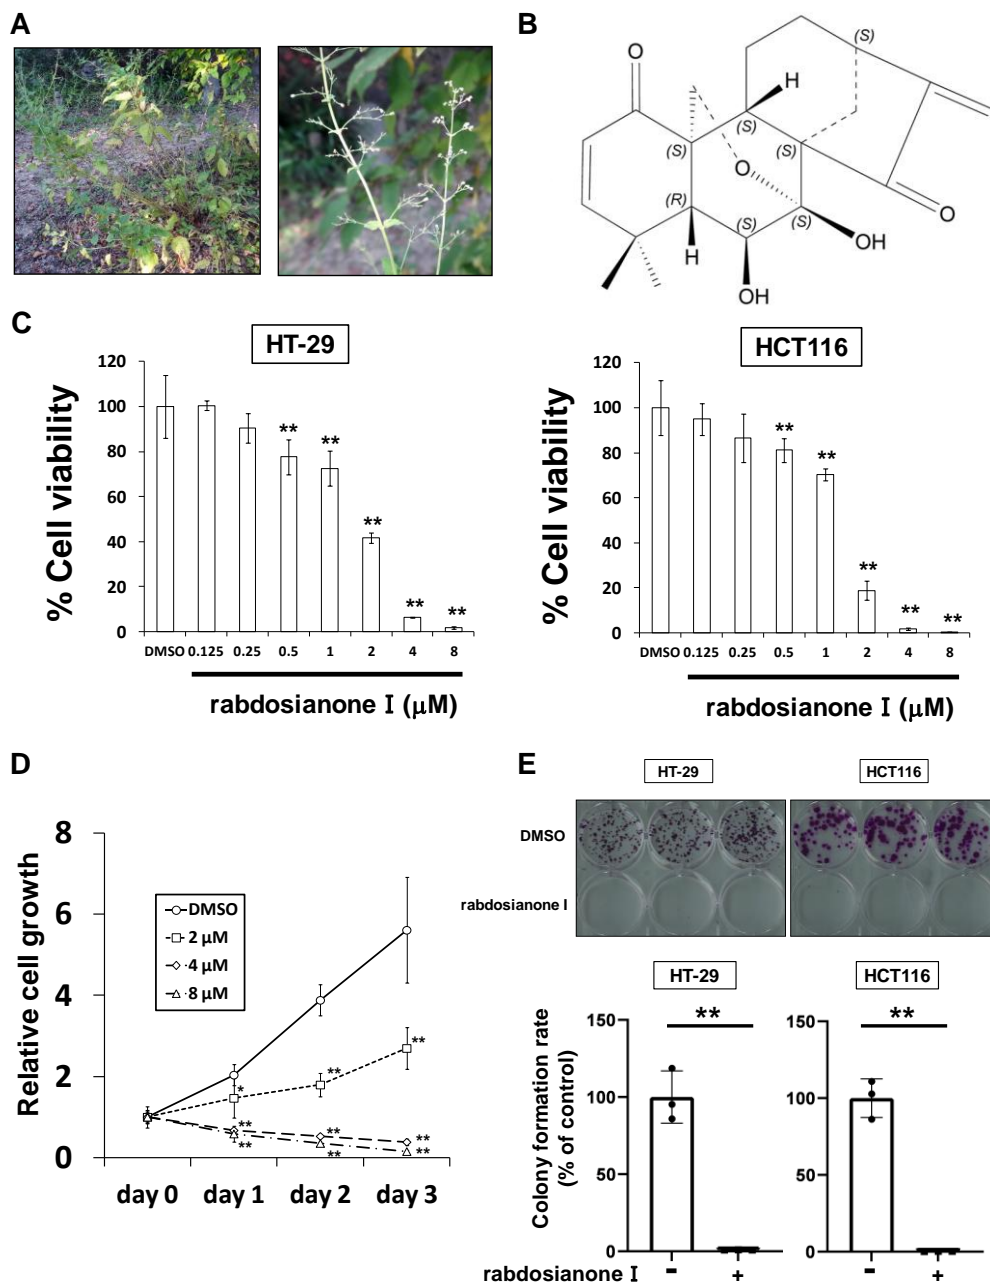 A
B
O
(S)
H
(S)
(S)
(S)
O
(R)
(S)
(S)
O
H
OH
OH
C
HT-29
% Cell viability
120
100
80
60
40
20
0
** ** ** ** **
DMSO 0.125 0.25 0.5 1 2 4 8
rabdosianone I (μM)
HCT116
% Cell viability
120
100
80
60
40
20
0
** ** ** ** **
DMSO 0.125 0.25 0.5 1 2 4 8
rabdosianone I (μM)
D
Relative cell growth
8
6
4
2
0
DMSO
2 μM
4 μM
8 μM
* ** **
** ** **
** ** **
day 0 day 1 day 2 day 3
E
HT-29 HCT116
DMSO
rabdosianone I
HT-29 HCT116
Colony formation rate
(% of control)
150
100
50
0
**
150
100
50
0
**
rabdosianone I - + - +